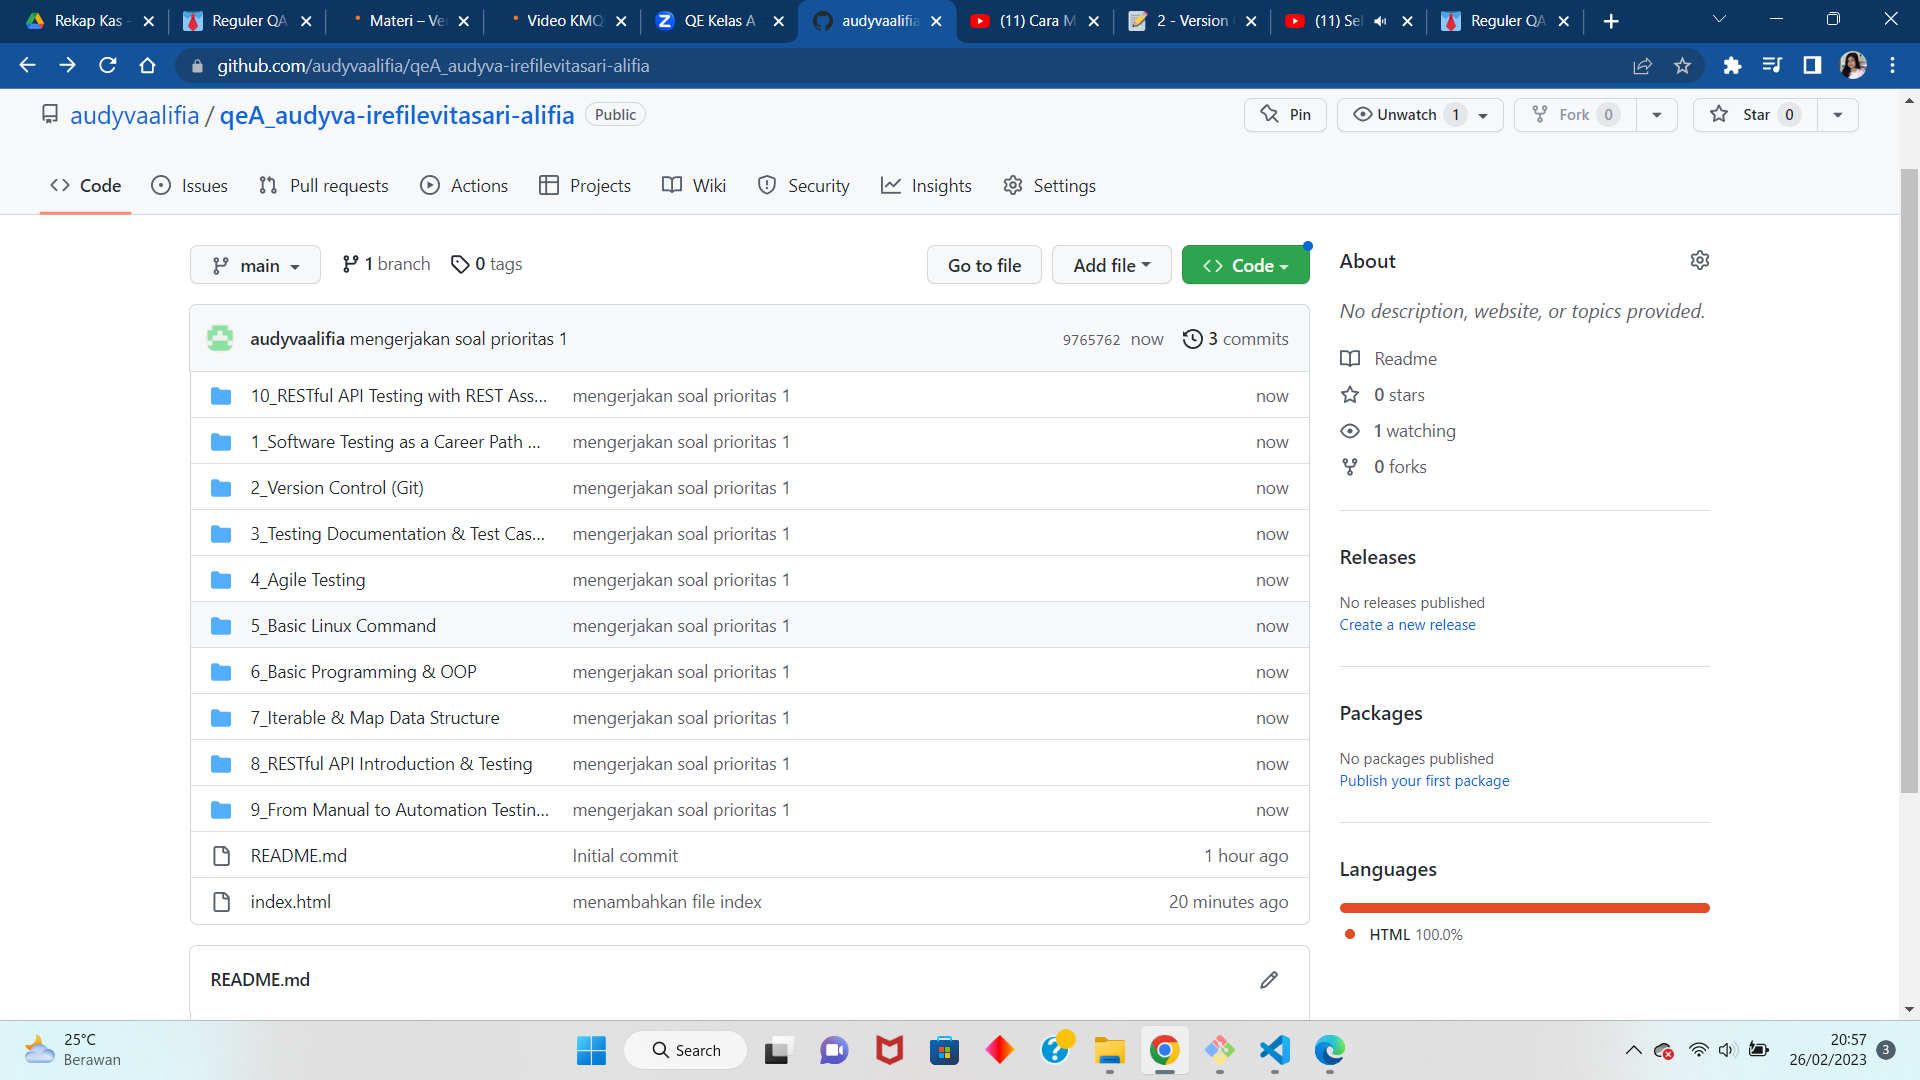 Rekap Kas -
Reguler QA
Materi – Ve
Video KMQ
QE Kelas A -
audyvaalifia
(11) Cara M
2 - Version
(11) Sel
Reguler QA
github.com/audyvaalifia/qeA_audyva-irefilevitasari-alifia
audyvaalifia / qeA_audyva-irefilevitasari-alifia Public
Pin
Unwatch 1
Fork 0
Star 0
Code
Issues
Pull requests
Actions
Projects
Wiki
Security
Insights
Settings
main
1 branch
0 tags
Go to file
Add file
Code
audyvaalifia mengerjakan soal prioritas 1 9765762 now 3 commits
10_RESTful API Testing with REST Ass... mengerjakan soal prioritas 1 now
1_Software Testing as a Career Path ... mengerjakan soal prioritas 1 now
2_Version Control (Git) mengerjakan soal prioritas 1 now
3_Testing Documentation & Test Cas... mengerjakan soal prioritas 1 now
4_Agile Testing mengerjakan soal prioritas 1 now
5_Basic Linux Command mengerjakan soal prioritas 1 now
6_Basic Programming & OOP mengerjakan soal prioritas 1 now
7_Iterable & Map Data Structure mengerjakan soal prioritas 1 now
8_RESTful API Introduction & Testing mengerjakan soal prioritas 1 now
9_From Manual to Automation Testin... mengerjakan soal prioritas 1 now
README.md Initial commit 1 hour ago
index.html menambahkan file index 20 minutes ago
README.md
About
No description, website, or topics provided.
Readme
0 stars
1 watching
0 forks
Releases
No releases published
Create a new release
Packages
No packages published
Publish your first package
Languages
HTML 100.0%
25°C
Berawan
Search
20:57
26/02/2023
3